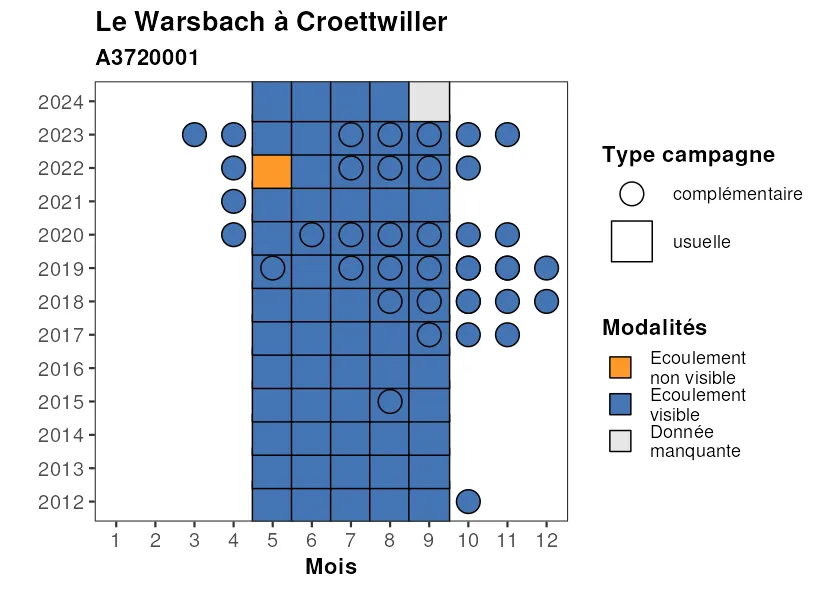 Le Warsbach à Croettwiller
A3720001
2024
2023
2022
2021
2020
2019
2018
2017
2016
2015
2014
2013
2012
1 2 3 4 5 6 7 8 9 10 11 12
Mois
Type campagne
complémentaire
usuelle
Modalités
Ecoulement
non visible
Ecoulement
visible
Donnée
manquante